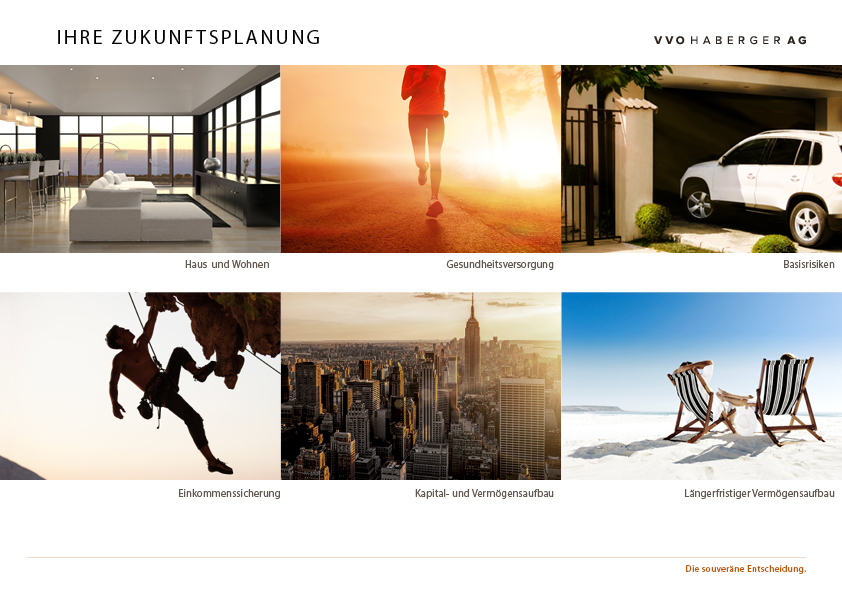 IHRE ZUKUNFTSPLANUNG
VVO HABERGER AG
Haus und Wohnen
Gesundheitsversorgung
Basisrisiken
Einkommenssicherung
Kapital- und Vermögensaufbau
Längerfristiger Vermögensaufbau
Die souveräne Entscheidung.